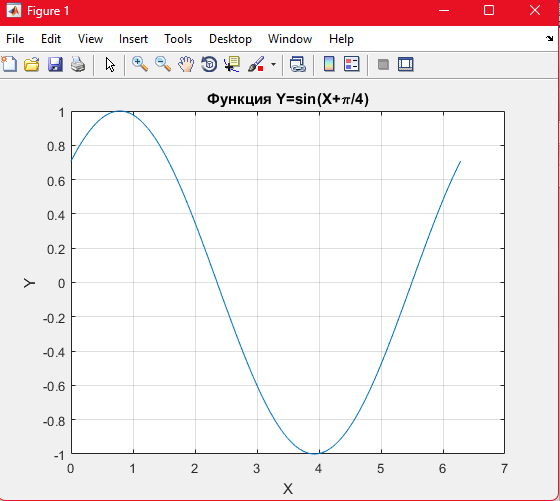 Figure 1
File Edit View Insert Tools Desktop Window Help
Функция Y=sin(X+π/4)
1
0.8
0.6
0.4
0.2
0
-0.2
-0.4
-0.6
-0.8
-1
Y
0 1 2 3 4 5 6 7
X